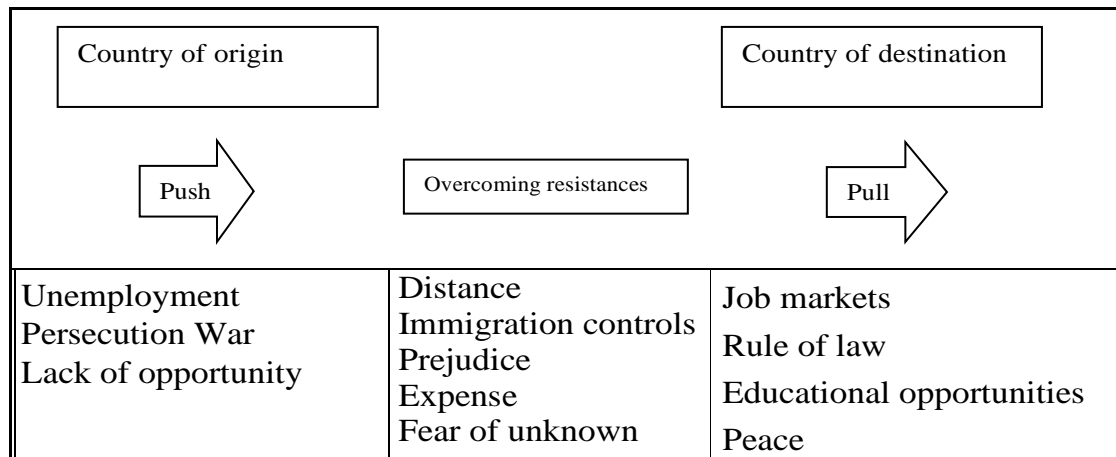 Country of origin
Country of destination
Push
Overcoming resistances
Pull
Unemployment
Persecution War
Lack of opportunity
Distance
Immigration controls
Prejudice
Expense
Fear of unknown
Job markets
Rule of law
Educational opportunities
Peace